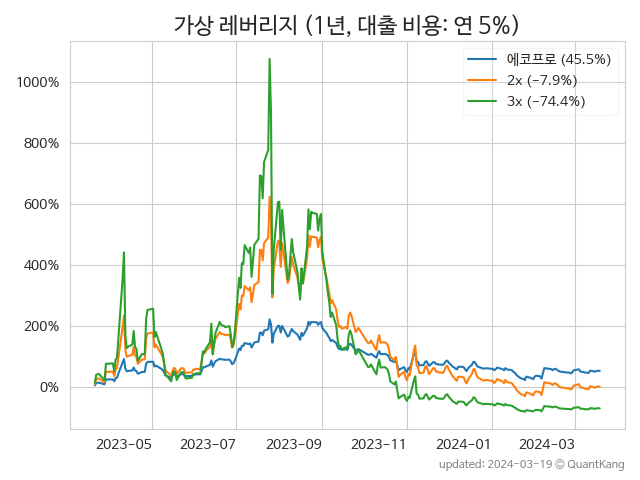 가상 레버리지 (1년, 대출 비용: 연 5%)
에코프로 (45.5%)
2x (−7.9%)
3x (−74.4%)
1000%
800%
600%
400%
200%
0%
2023-05 2023-07 2023-09 2023-11 2024-01 2024-03
updated: 2024-03-19 © QuantKang